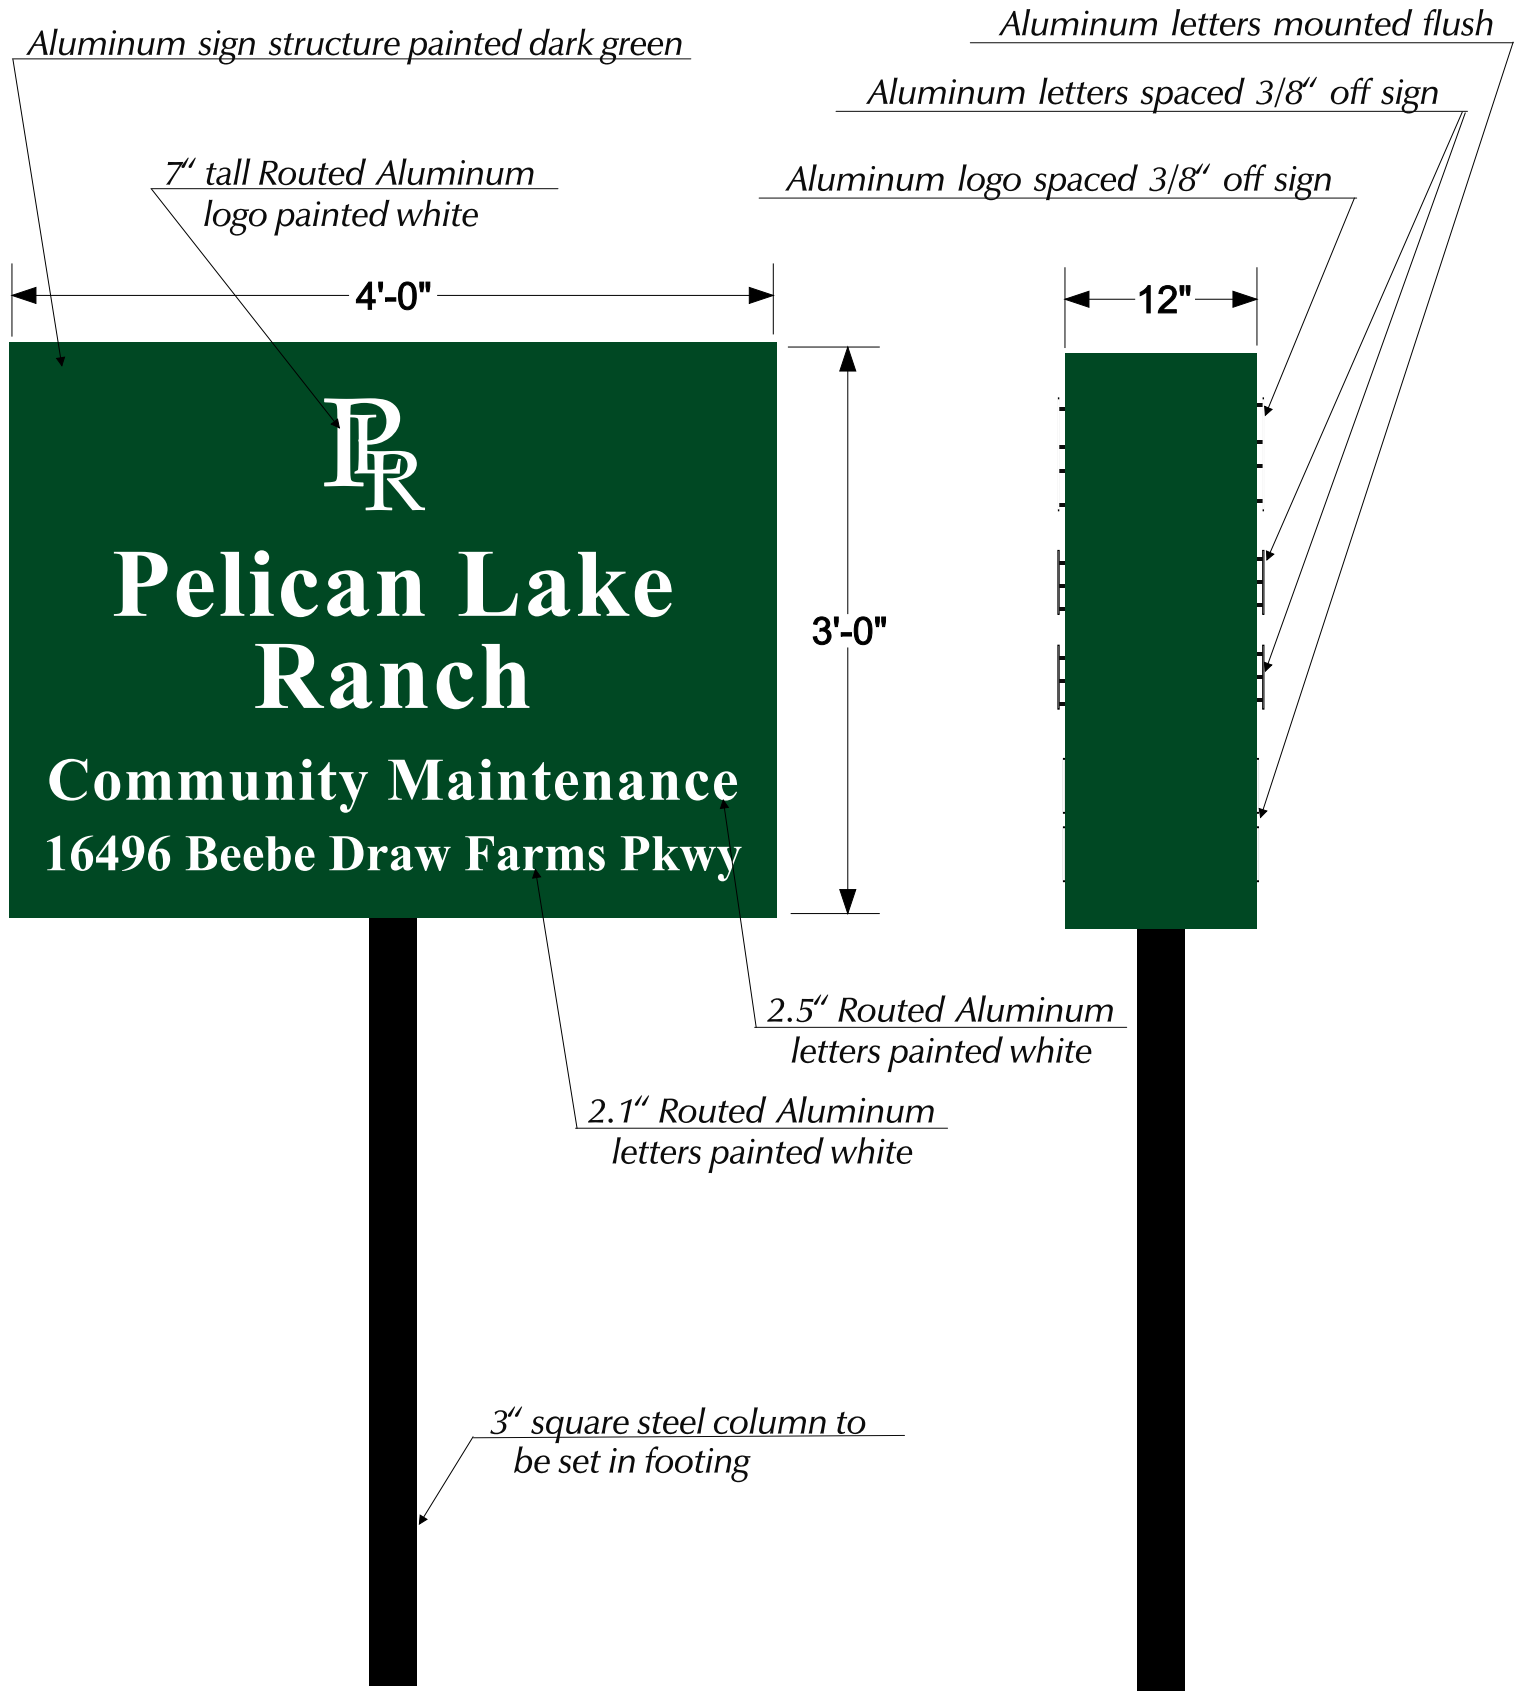 Aluminum sign structure painted dark green
Aluminum letters mounted flush
Aluminum letters spaced 3/8“ off sign
7“ tall Routed Aluminum
logo painted white
Aluminum logo spaced 3/8“ off sign
4'-0"
12"
PLR
Pelican Lake
Ranch
3'-0"
Community Maintenance
16496 Beebe Draw Farms Pkwy
2.5“ Routed Aluminum
letters painted white
2.1“ Routed Aluminum
letters painted white
3“ square steel column to
be set in footing